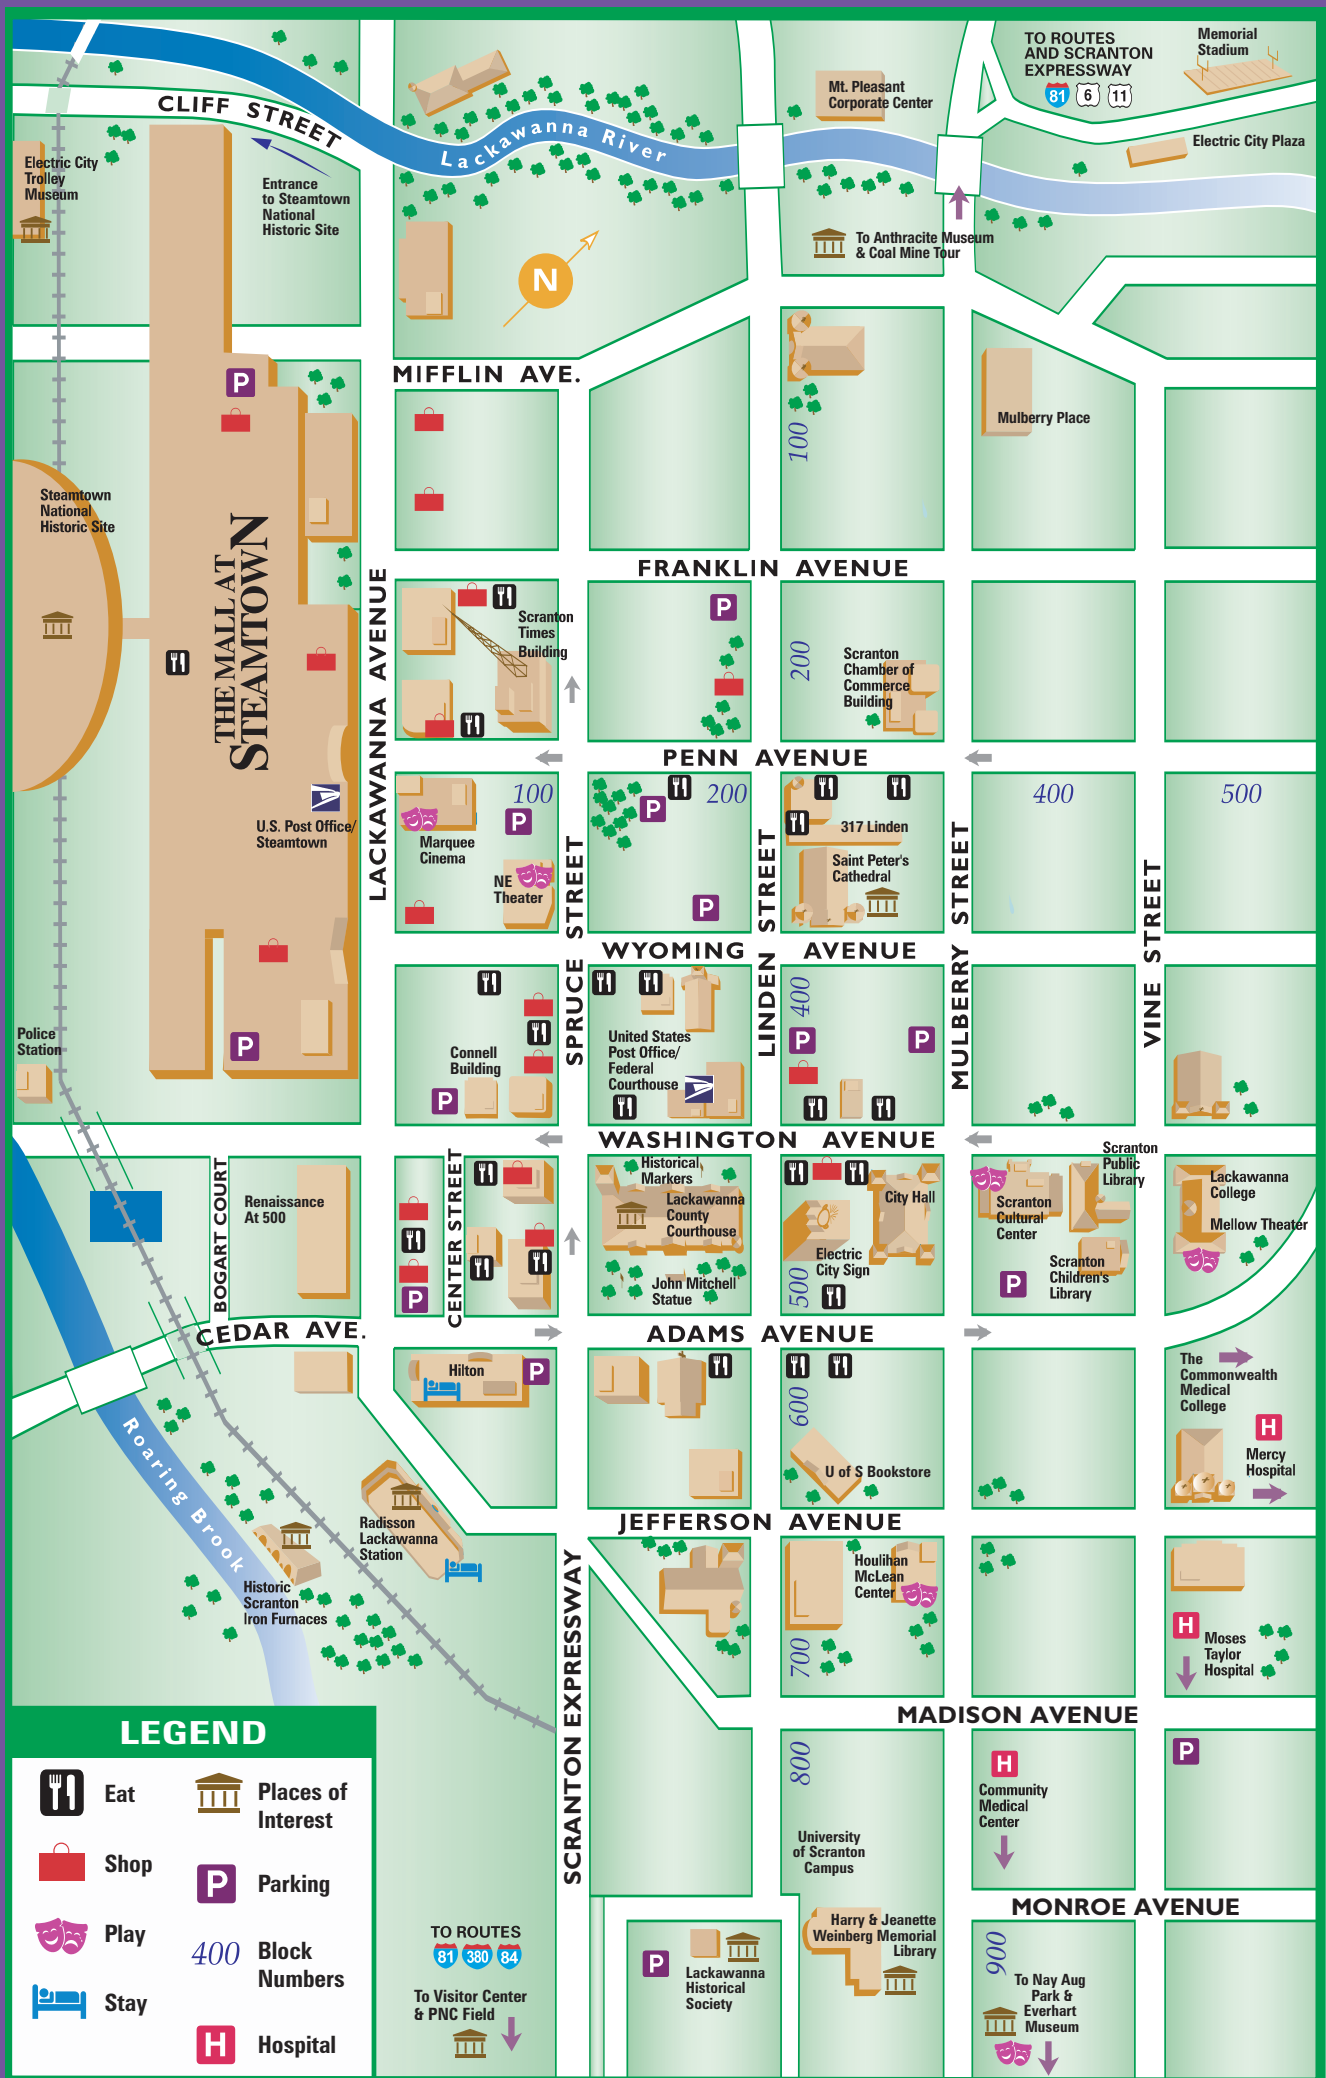 TO ROUTES
AND SCRANTON
EXPRESSWAY
81 6 11
Memorial
Stadium
CLIFF STREET
Lackawanna River
Mt. Pleasant
Corporate Center
Electric City Plaza
Electric City
Trolley
Museum
Entrance
to Steamtown
National
Historic Site
To Anthracite Museum
& Coal Mine Tour
N
MIFFLIN AVE.
P
100
Mulberry Place
Steamtown
National
Historic Site
THE MALL AT
STEAMTOWN
LACKAWANNA AVENUE
FRANKLIN AVENUE
Scranton
Times
Building
P
200
Scranton
Chamber of
Commerce
Building
PENN AVENUE
U.S. Post Office/
Steamtown
Marquee
Cinema
100
P
NE
Theater
P
200
P
317 Linden
Saint Peter's
Cathedral
400
500
SPRUCE STREET
LINDEN STREET
MULBERRY STREET
VINE STREET
WYOMING AVENUE
Police
Station
P
Connell
Building
P
United States
Post Office/
Federal
Courthouse
400
P
P
WASHINGTON AVENUE
BOGART COURT
Renaissance
At 500
CENTER STREET
P
Historical
Markers
Lackawanna
County
Courthouse
John Mitchell
Statue
City Hall
Electric
City Sign
500
Scranton
Public
Library
Scranton
Cultural
Center
Scranton
Children's
Library
P
Lackawanna
College
Mellow Theater
CEDAR AVE.
ADAMS AVENUE
Hilton
P
600
U of S Bookstore
The
Commonwealth
Medical
College
H
Mercy
Hospital
Roaring Brook
Radisson
Lackawanna
Station
Historic
Scranton
Iron Furnaces
JEFFERSON AVENUE
SCRANTON EXPRESSWAY
Houlihan
McLean
Center
700
H
Moses
Taylor
Hospital
MADISON AVENUE
800
H
Community
Medical
Center
P
University
of Scranton
Campus
MONROE AVENUE
Harry & Jeanette
Weinberg Memorial
Library
P
Lackawanna
Historical
Society
900
To Nay Aug
Park &
Everhart
Museum
TO ROUTES
81 380 84
To Visitor Center
& PNC Field
LEGEND
Eat
Shop
Play
Stay
Places of
Interest
P
Parking
400
Block
Numbers
H
Hospital